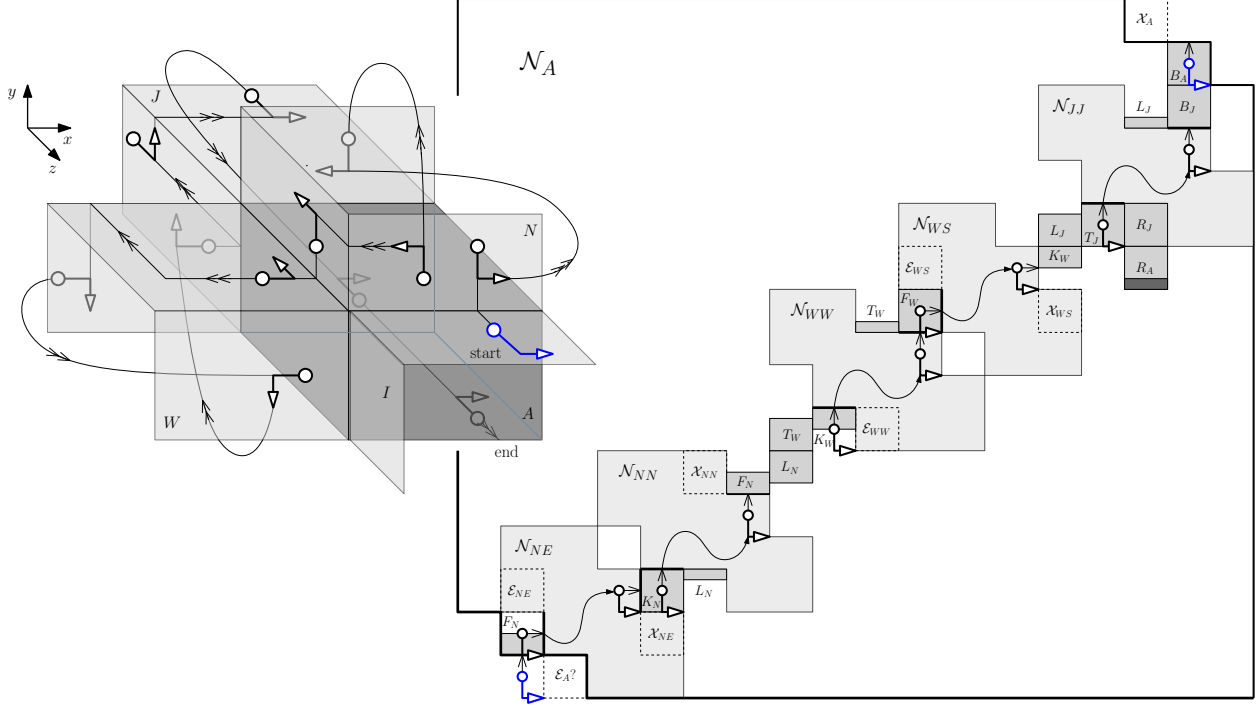 y
x
z
J
N
start
W
I
A
end
𝒩_A
𝒳_A
B_A
B_J
𝒩_JJ
L_J
L_J
T_J
R_J
K_W
R_A
𝒩_WS
ℰ_WS
F_W
𝒳_WS
𝒩_WW
T_W
K_W
ℰ_WW
T_W
L_N
𝒩_NN
𝒳_NN
F_N
𝒩_NE
ℰ_NE
F_N
K_N
L_N
𝒳_NE
ℰ_A?